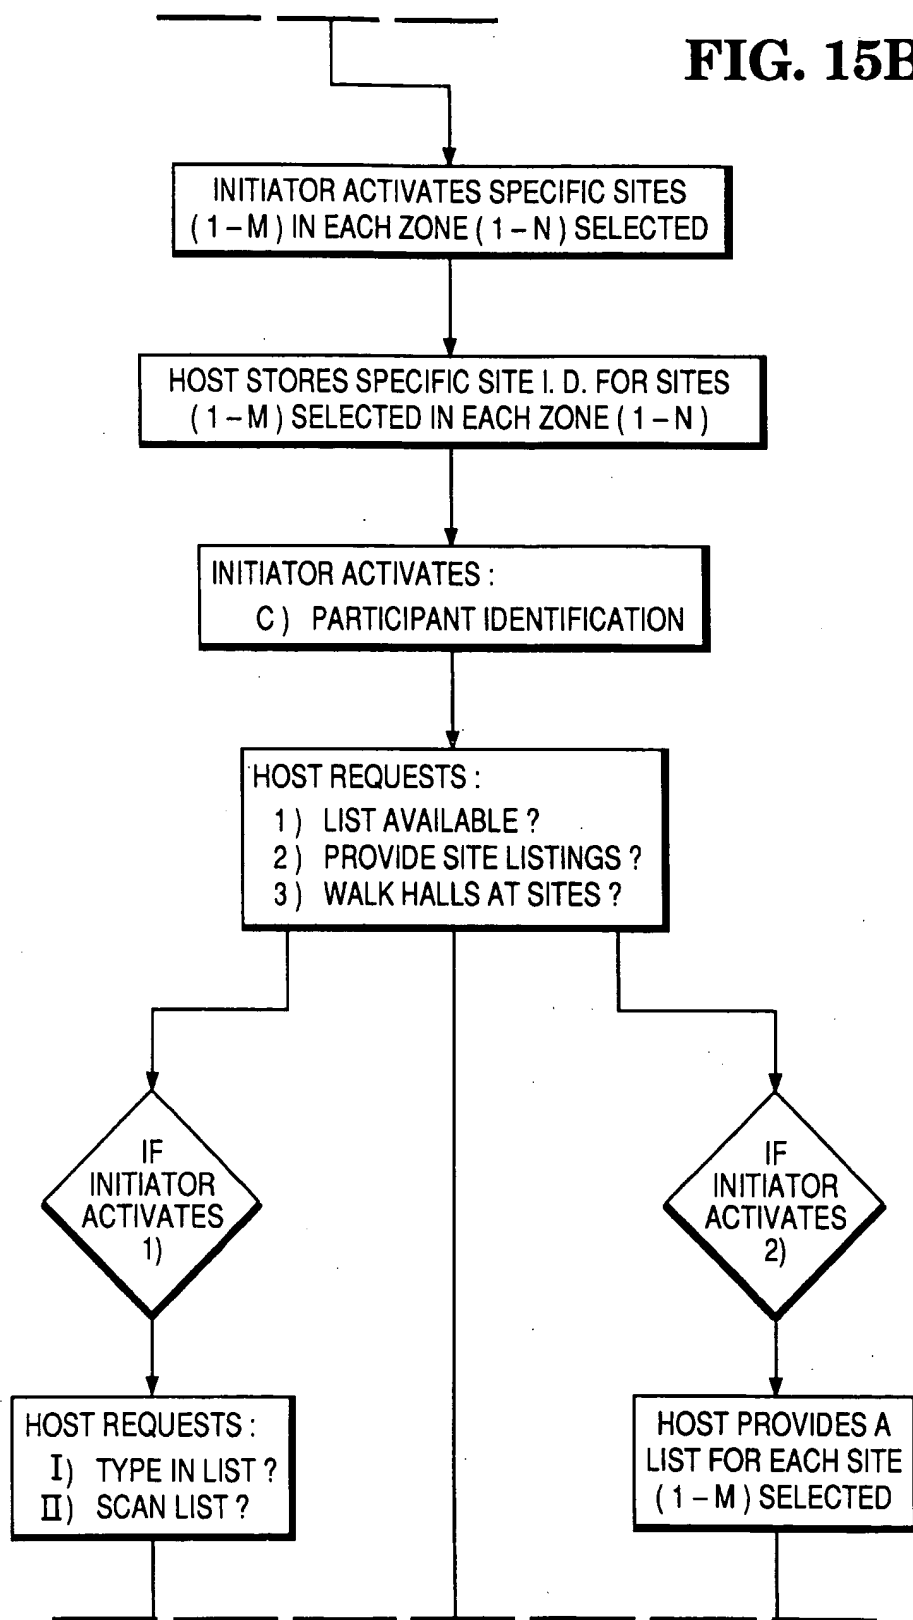 FIG. 15B
INITIATOR ACTIVATES SPECIFIC SITES
(1-M) IN EACH ZONE (1-N) SELECTED
HOST STORES SPECIFIC SITE I. D. FOR SITES
(1-M) SELECTED IN EACH ZONE (1-N)
INITIATOR ACTIVATES :
C) PARTICIPANT IDENTIFICATION
HOST REQUESTS :
1) LIST AVAILABLE ?
2) PROVIDE SITE LISTINGS ?
3) WALK HALLS AT SITES ?
IF
INITIATOR
ACTIVATES
1)
IF
INITIATOR
ACTIVATES
2)
HOST REQUESTS :
I) TYPE IN LIST ?
II) SCAN LIST ?
HOST PROVIDES A
LIST FOR EACH SITE
(1-M) SELECTED